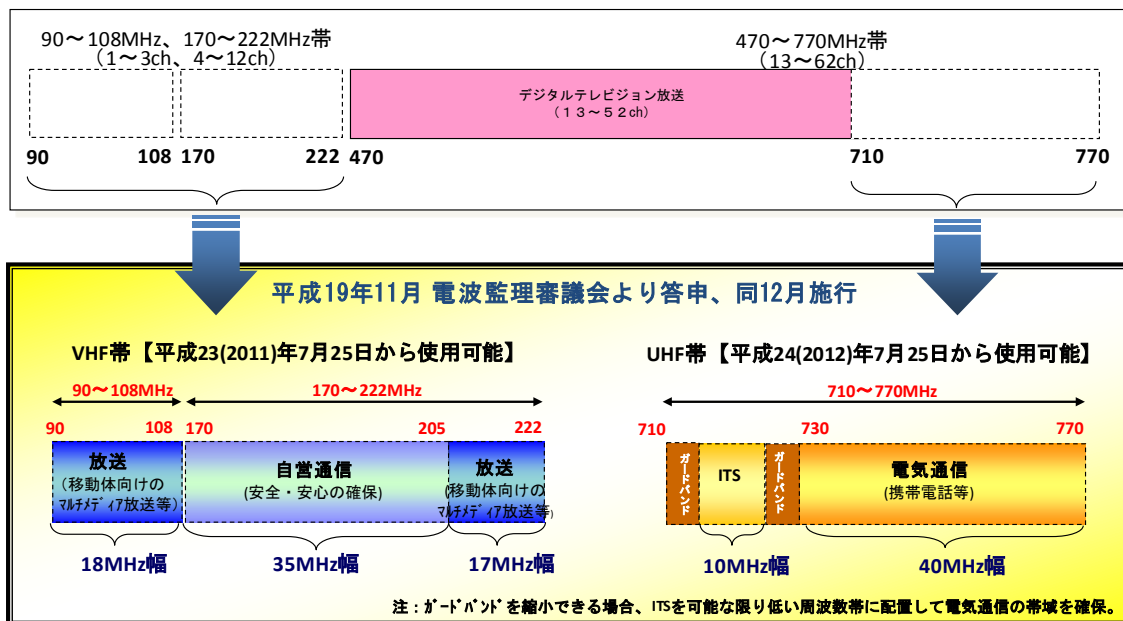 90～108MHz、170～222MHz帯
（1～3ch、4～12ch）
470～770MHz帯
（13～62ch）
デジタルテレビジョン放送
（１３～５２ch）
90
108
170
222
470
710
770
平成19年11月 電波監理審議会より答申、同12月施行
VHF帯【平成23(2011)年7月25日から使用可能】
90～108MHz
170～222MHz
90
108
170
205
222
放送
(移動体向けの
ﾏﾙﾁﾒﾃﾞｨｱ放送等)
自営通信
(安全・安心の確保)
放送
(移動体向けの
ﾏﾙﾁﾒﾃﾞｨｱ放送等)
18MHz幅
35MHz幅
17MHz幅
UHF帯【平成24(2012)年7月25日から使用可能】
710～770MHz
710
730
770
ガードバンド
ITS
ガードバンド
電気通信
(携帯電話等)
10MHz幅
40MHz幅
注：ｶﾞｰﾄﾞﾊﾞﾝﾄﾞを縮小できる場合、ITSを可能な限り低い周波数帯に配置して電気通信の帯域を確保。